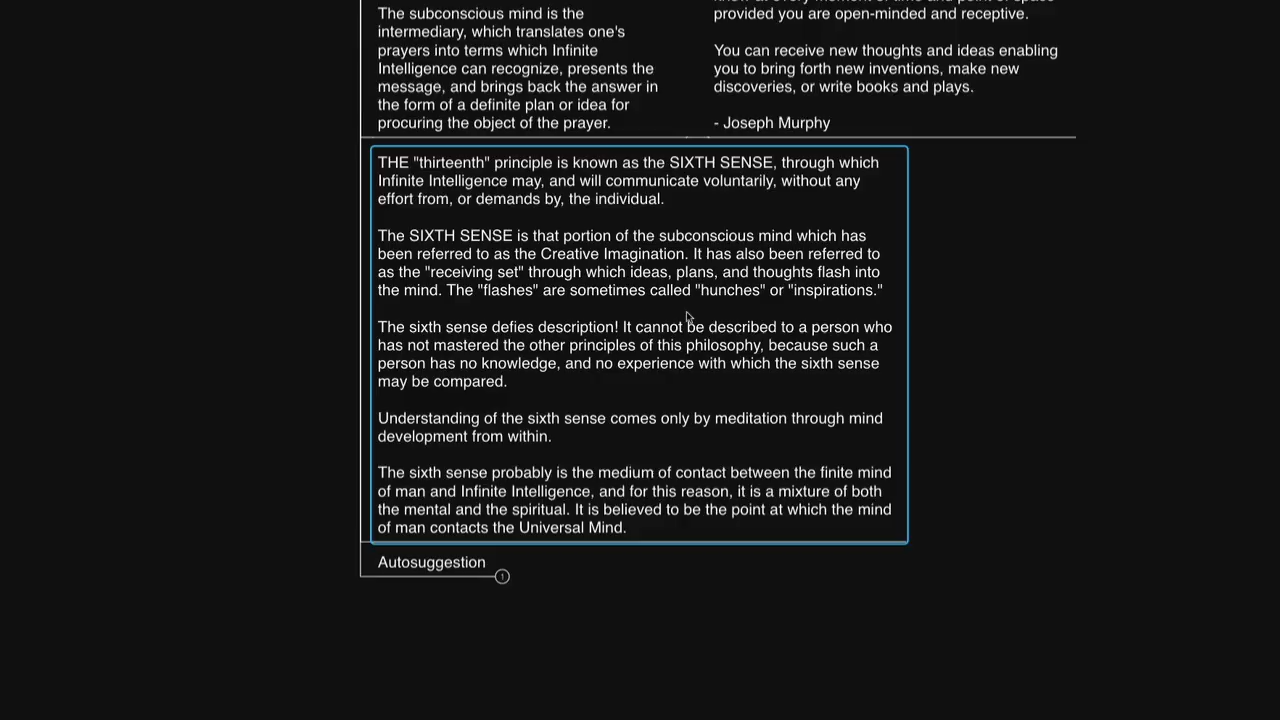 The subconscious mind is the
intermediary, which translates one's
prayers into terms which Infinite
Intelligence can recognize, presents the
message, and brings back the answer in
the form of a definite plan or idea for
procuring the object of the prayer.
provided you are open-minded and receptive.
You can receive new thoughts and ideas enabling
you to bring forth new inventions, make new
discoveries, or write books and plays.
- Joseph Murphy
THE "thirteenth" principle is known as the SIXTH SENSE, through which
Infinite Intelligence may, and will communicate voluntarily, without any
effort from, or demands by, the individual.
The SIXTH SENSE is that portion of the subconscious mind which has
been referred to as the Creative Imagination. It has also been referred to
as the "receiving set" through which ideas, plans, and thoughts flash into
the mind. The "flashes" are sometimes called "hunches" or "inspirations."
The sixth sense defies description! It cannot be described to a person who
has not mastered the other principles of this philosophy, because such a
person has no knowledge, and no experience with which the sixth sense
may be compared.
Understanding of the sixth sense comes only by meditation through mind
development from within.
The sixth sense probably is the medium of contact between the finite mind
of man and Infinite Intelligence, and for this reason, it is a mixture of both
the mental and the spiritual. It is believed to be the point at which the mind
of man contacts the Universal Mind.
Autosuggestion
1